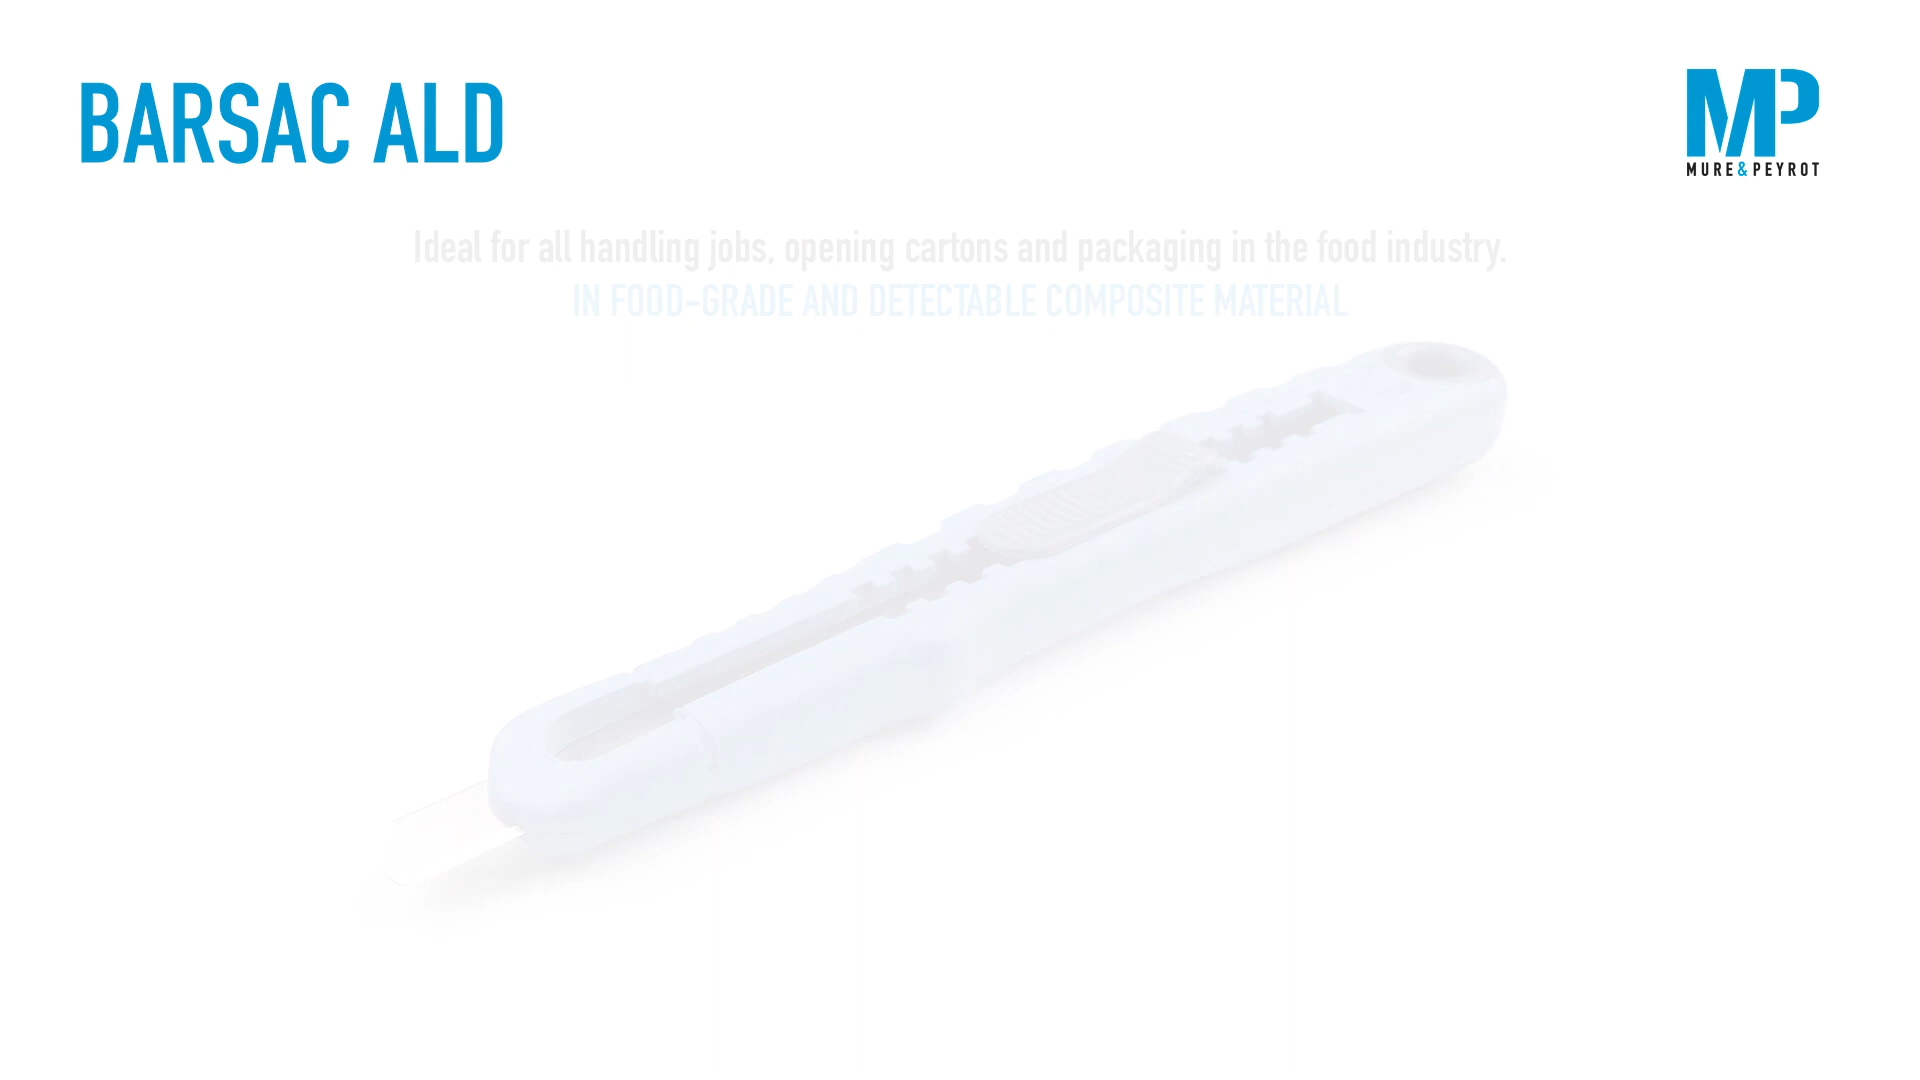 BARSAC ALD
MP
MURE&PEYROT
Ideal for all handling jobs, opening cartons and packaging in the food industry.
IN FOOD-GRADE AND DETECTABLE COMPOSITE MATERIAL